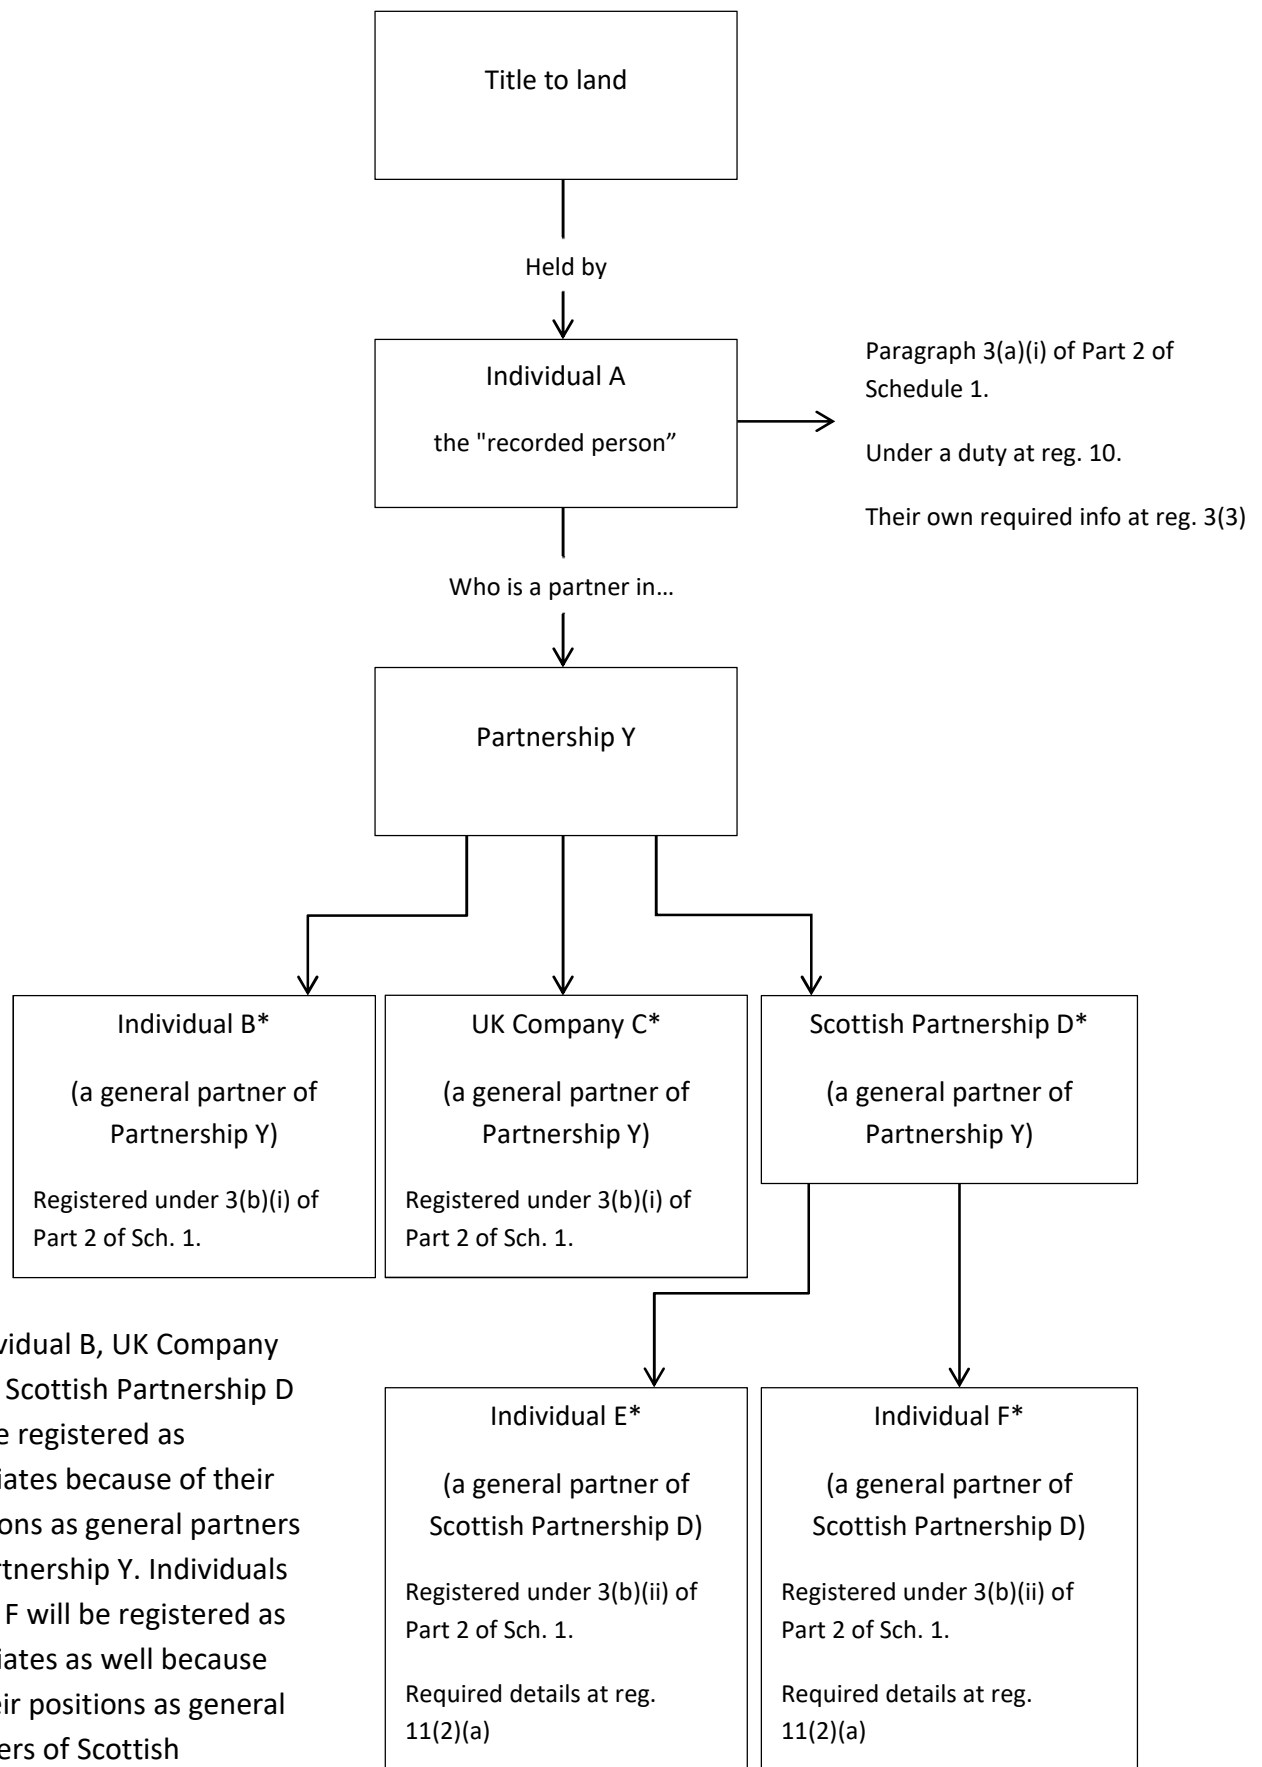 Title to land
Held by
Individual A
the "recorded person”
Paragraph 3(a)(i) of Part 2 of
Schedule 1.
Under a duty at reg. 10.
Their own required info at reg. 3(3)
Who is a partner in…
Partnership Y
Individual B*
(a general partner of
Partnership Y)
Registered under 3(b)(i) of
Part 2 of Sch. 1.
UK Company C*
(a general partner of
Partnership Y)
Registered under 3(b)(i) of
Part 2 of Sch. 1.
Scottish Partnership D*
(a general partner of
Partnership Y)
vidual B, UK Company
Scottish Partnership D
e registered as
iates because of their
ons as general partners
rtnership Y. Individuals
F will be registered as
iates as well because
eir positions as general
ers of Scottish
Individual E*
(a general partner of
Scottish Partnership D)
Registered under 3(b)(ii) of
Part 2 of Sch. 1.
Required details at reg.
11(2)(a)
Individual F*
(a general partner of
Scottish Partnership D)
Registered under 3(b)(ii) of
Part 2 of Sch. 1.
Required details at reg.
11(2)(a)